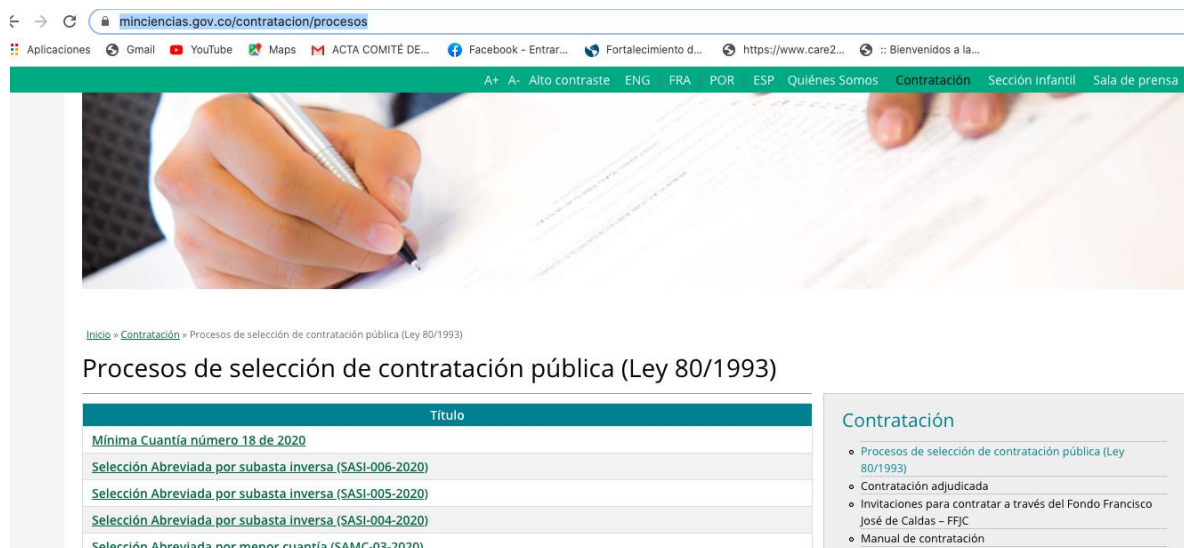 minciencias.gov.co/contratacion/procesos
Aplicaciones Gmail YouTube Maps ACTA COMITÉ DE... Facebook - Entrar... Fortalecimiento d... https://www.care2... :: Bienvenidos a la...
A+ A- Alto contraste ENG FRA POR ESP Quiénes Somos Contratación Sección infantil Sala de prensa
Inicio » Contratación » Procesos de selección de contratación pública (Ley 80/1993)
Procesos de selección de contratación pública (Ley 80/1993)
Título
Mínima Cuantía número 18 de 2020
Selección Abreviada por subasta inversa (SASI-006-2020)
Selección Abreviada por subasta inversa (SASI-005-2020)
Selección Abreviada por subasta inversa (SASI-004-2020)
Selección Abreviada por menor cuantía (SAMC-03-2020)
Contratación
Procesos de selección de contratación pública (Ley
80/1993)
Contratación adjudicada
Invitaciones para contratar a través del Fondo Francisco
José de Caldas – FFJC
Manual de contratación